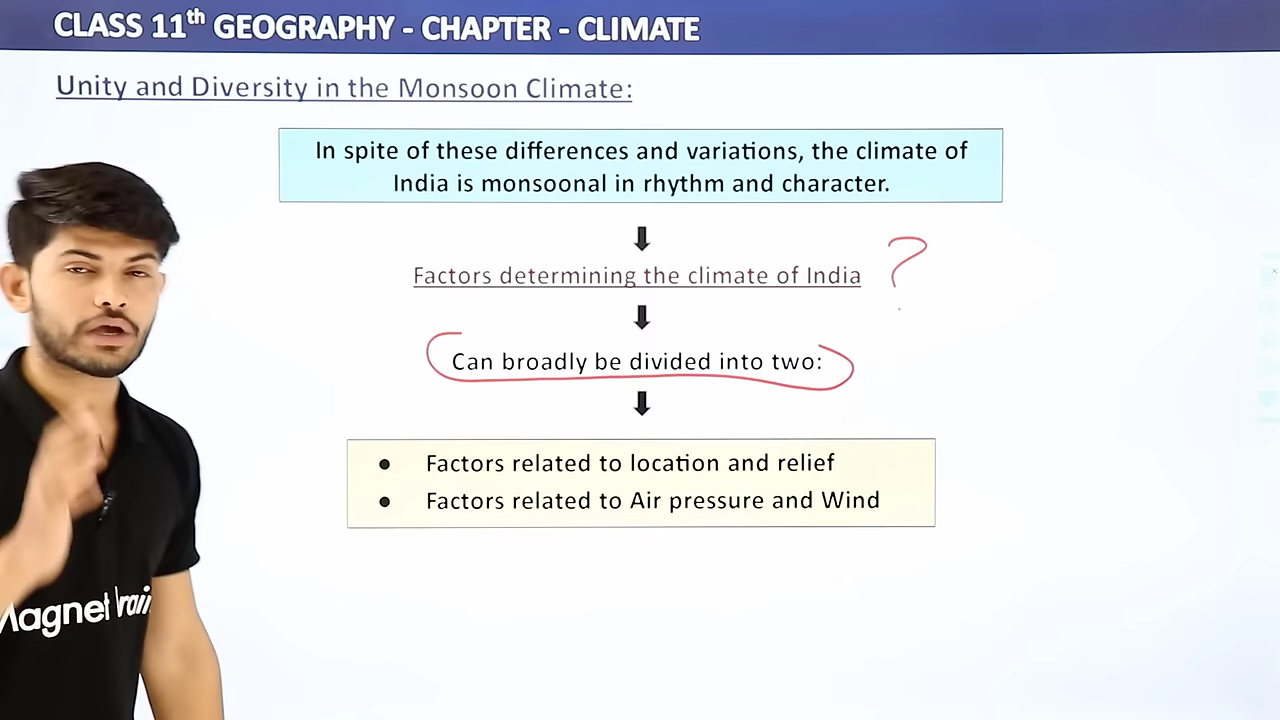 CLASS 11th GEOGRAPHY - CHAPTER - CLIMATE
Unity and Diversity in the Monsoon Climate:
In spite of these differences and variations, the climate of
India is monsoonal in rhythm and character.
Factors determining the climate of India ?
Can broadly be divided into two:
● Factors related to location and relief
● Factors related to Air pressure and Wind
Magnet